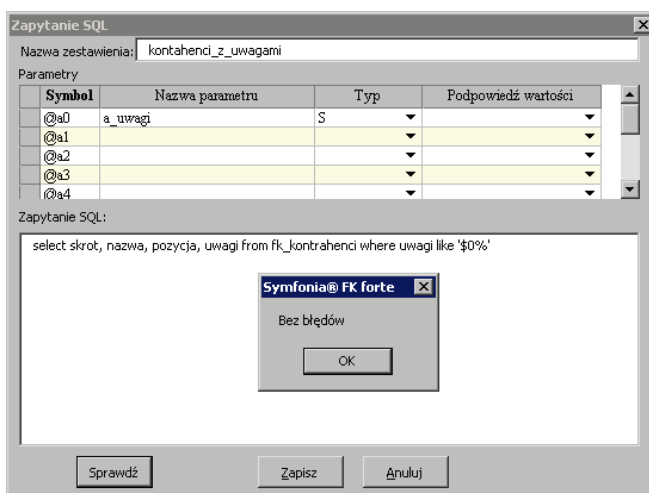 Zapytanie SQL
Nazwa zestawienia: kontahenci_z_uwagami
Parametry
Symbol Nazwa parametru Typ Podpowiedź wartości
@a0 a_uwagi S
@a1
@a2
@a3
@a4
Zapytanie SQL:
select skrot, nazwa, pozycja, uwagi from fk_kontrahenci where uwagi like '$0%'
Symfonia® FK forte
Bez błędów
OK
Sprawdź Zapisz Anuluj